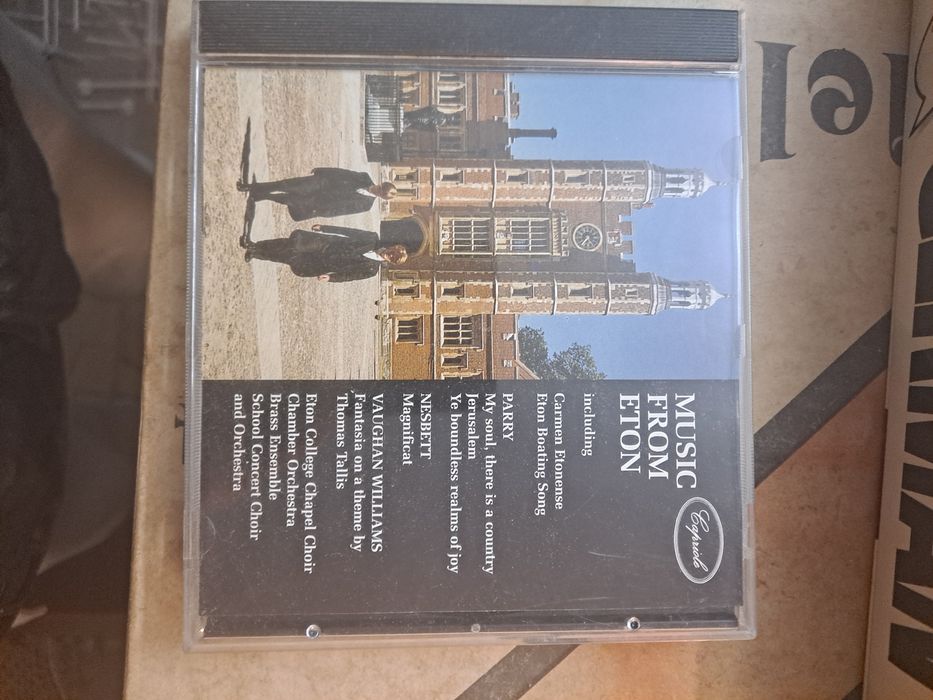 MUSIC
FROM
ETON
Capriole
including
Carmen Etonense
Eton Boating Song
PARRY
My soul, there is a country
Jerusalem
Ye boundless realms of joy
NESBETT
Magnificat
VAUGHAN WILLIAMS
Fantasia on a theme by
Thomas Tallis
Eton College Chapel Choir
Chamber Orchestra
Brass Ensemble
School Concert Choir
and Orchestra